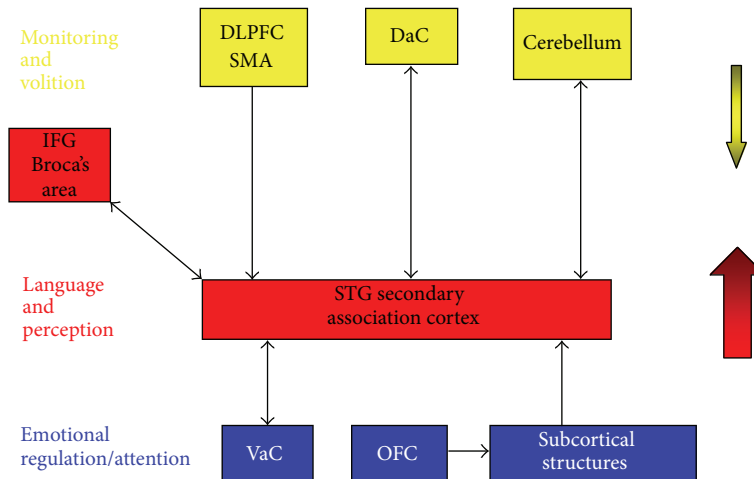 Monitoring and
and
volition
DLPFC
SMA
DaC
Cerebellum
IFG
Broca's
area
Language
and
perception
STG secondary
association cortex
Emotional
regulation/attention
VaC
OFC
Subcortical
structures